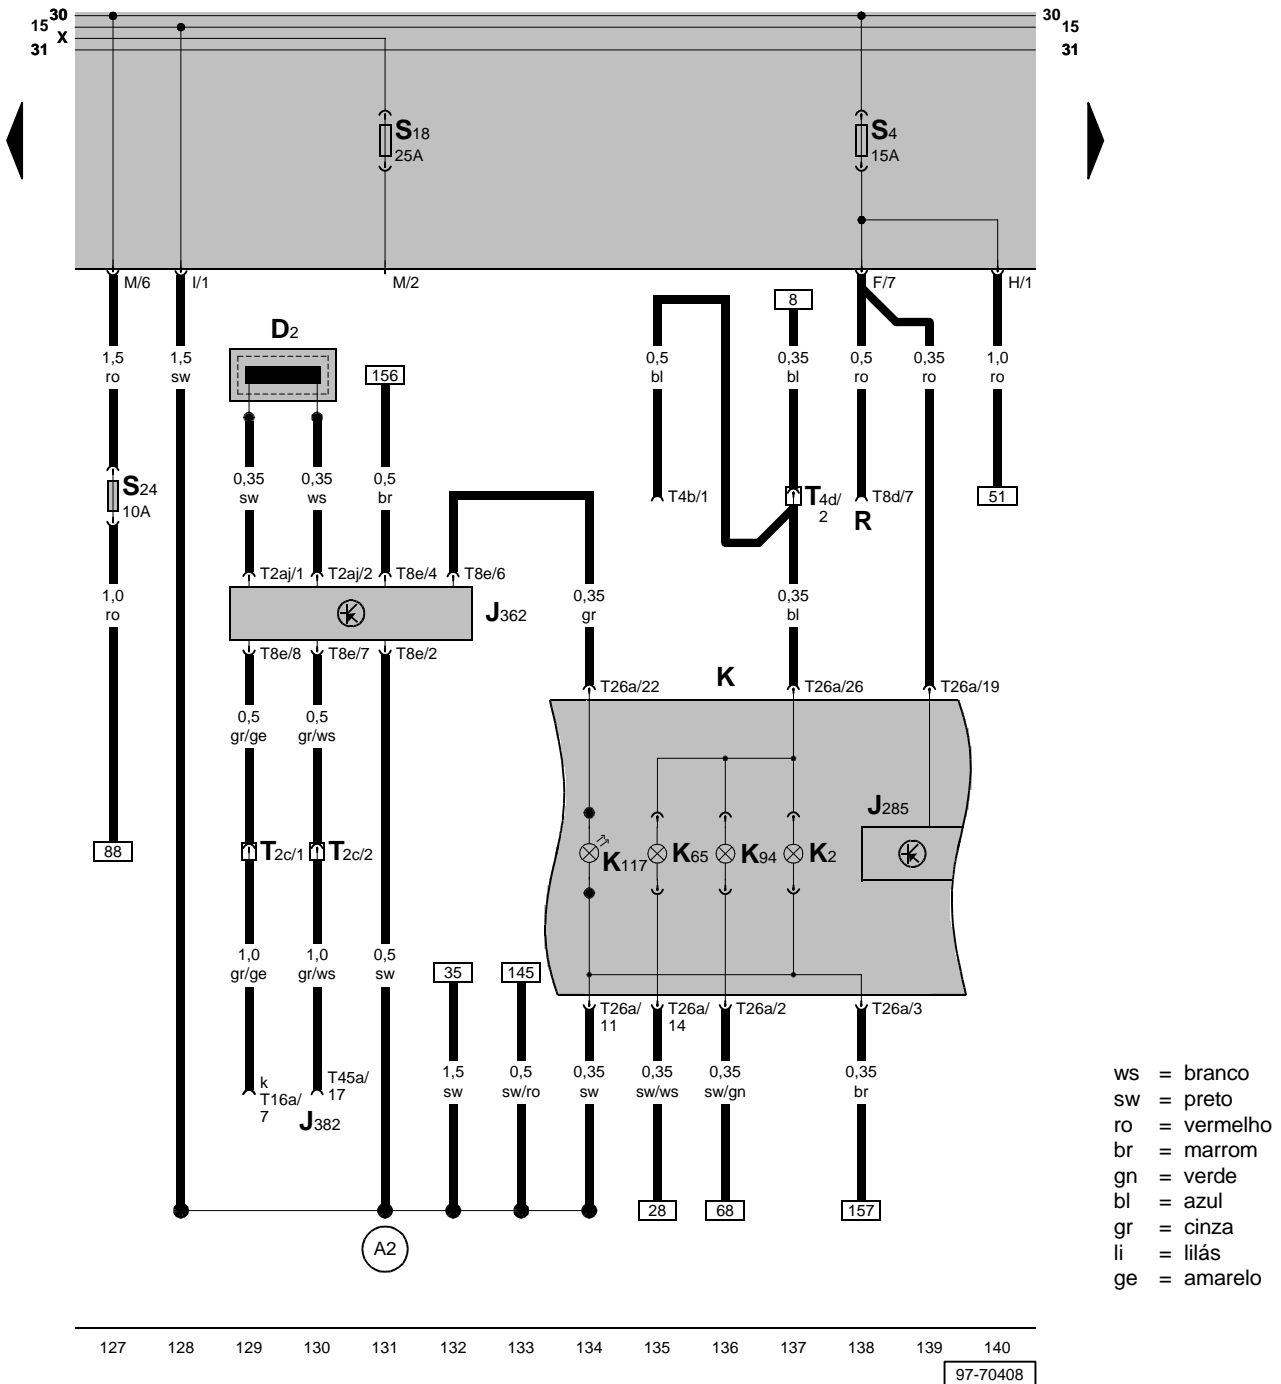 30 30
15 15
X
31 31
S18
25A
S4
15A
M/6 I/1 M/2 F/7 H/1
D2
8
1,5 1,5 0,5 0,35 0,5 0,35 1,0
ro sw bl bl ro ro ro
156
0,35 0,35 0,5
sw ws br
S24
10A
T4b/1 T4d/ T8d/7 51
2 R
T2aj/1 T2aj/2 T8e/4 T8e/6
1,0 0,35 0,35
ro gr bl
J362
T8e/8 T8e/7 T8e/2
K
T26a/22 T26a/26 T26a/19
0,5 0,5
gr/ge gr/ws
J285
88 T2c/1 T2c/2
K117 K65 K94 K2
1,0 1,0 0,5
gr/ge gr/ws sw
35 145
T26a/ T26a/ T26a/2 T26a/3
11 14
k T45a/
T16a/ 17
7 J382
1,5 0,5 0,35 0,35 0,35 0,35
sw sw/ro sw sw/ws sw/gn br
28 68 157
A2
ws = branco
sw = preto
ro = vermelho
br = marrom
gn = verde
bl = azul
gr = cinza
li = lilás
ge = amarelo
127 128 129 130 131 132 133 134 135 136 137 138 139 140
97-70408